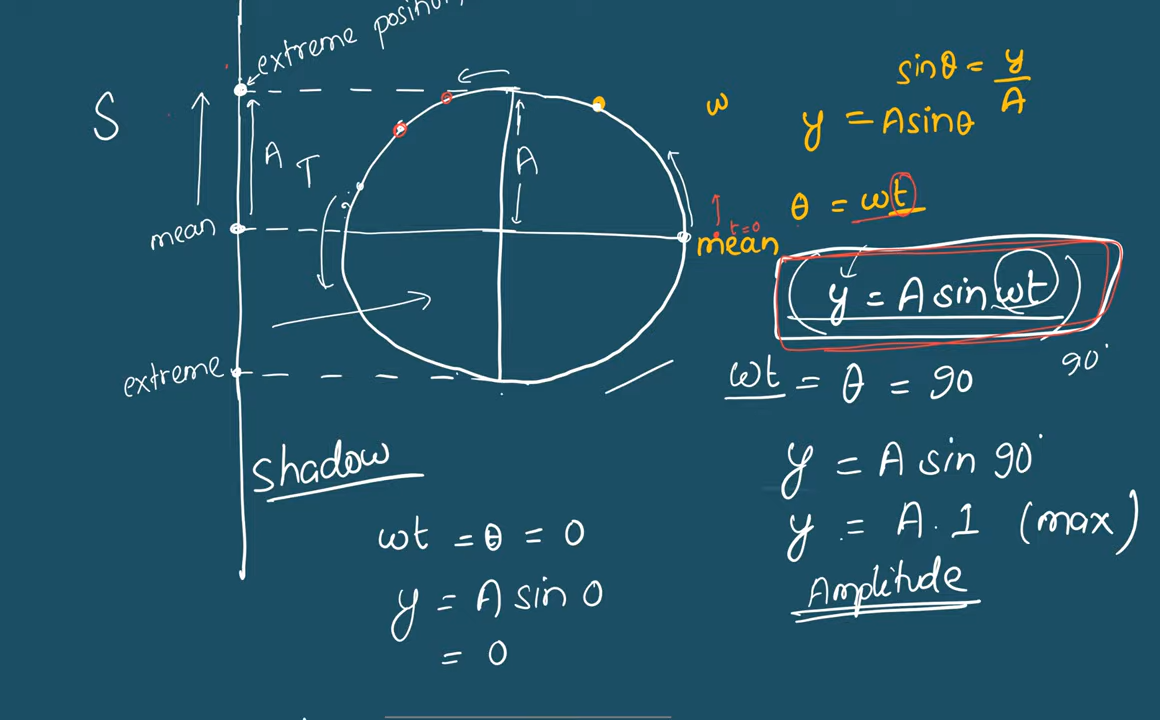 extreme position
S
A
T
mean
extreme
shadow
A
ω
t=0
mean
sinθ = y/A
y = Asinθ
θ = ωt
y = A sin ωt
90°
ωt = θ = 90
y = A sin 90°
y = A . 1 (max)
Amplitude
ωt = θ = 0
y = A sin 0
= 0